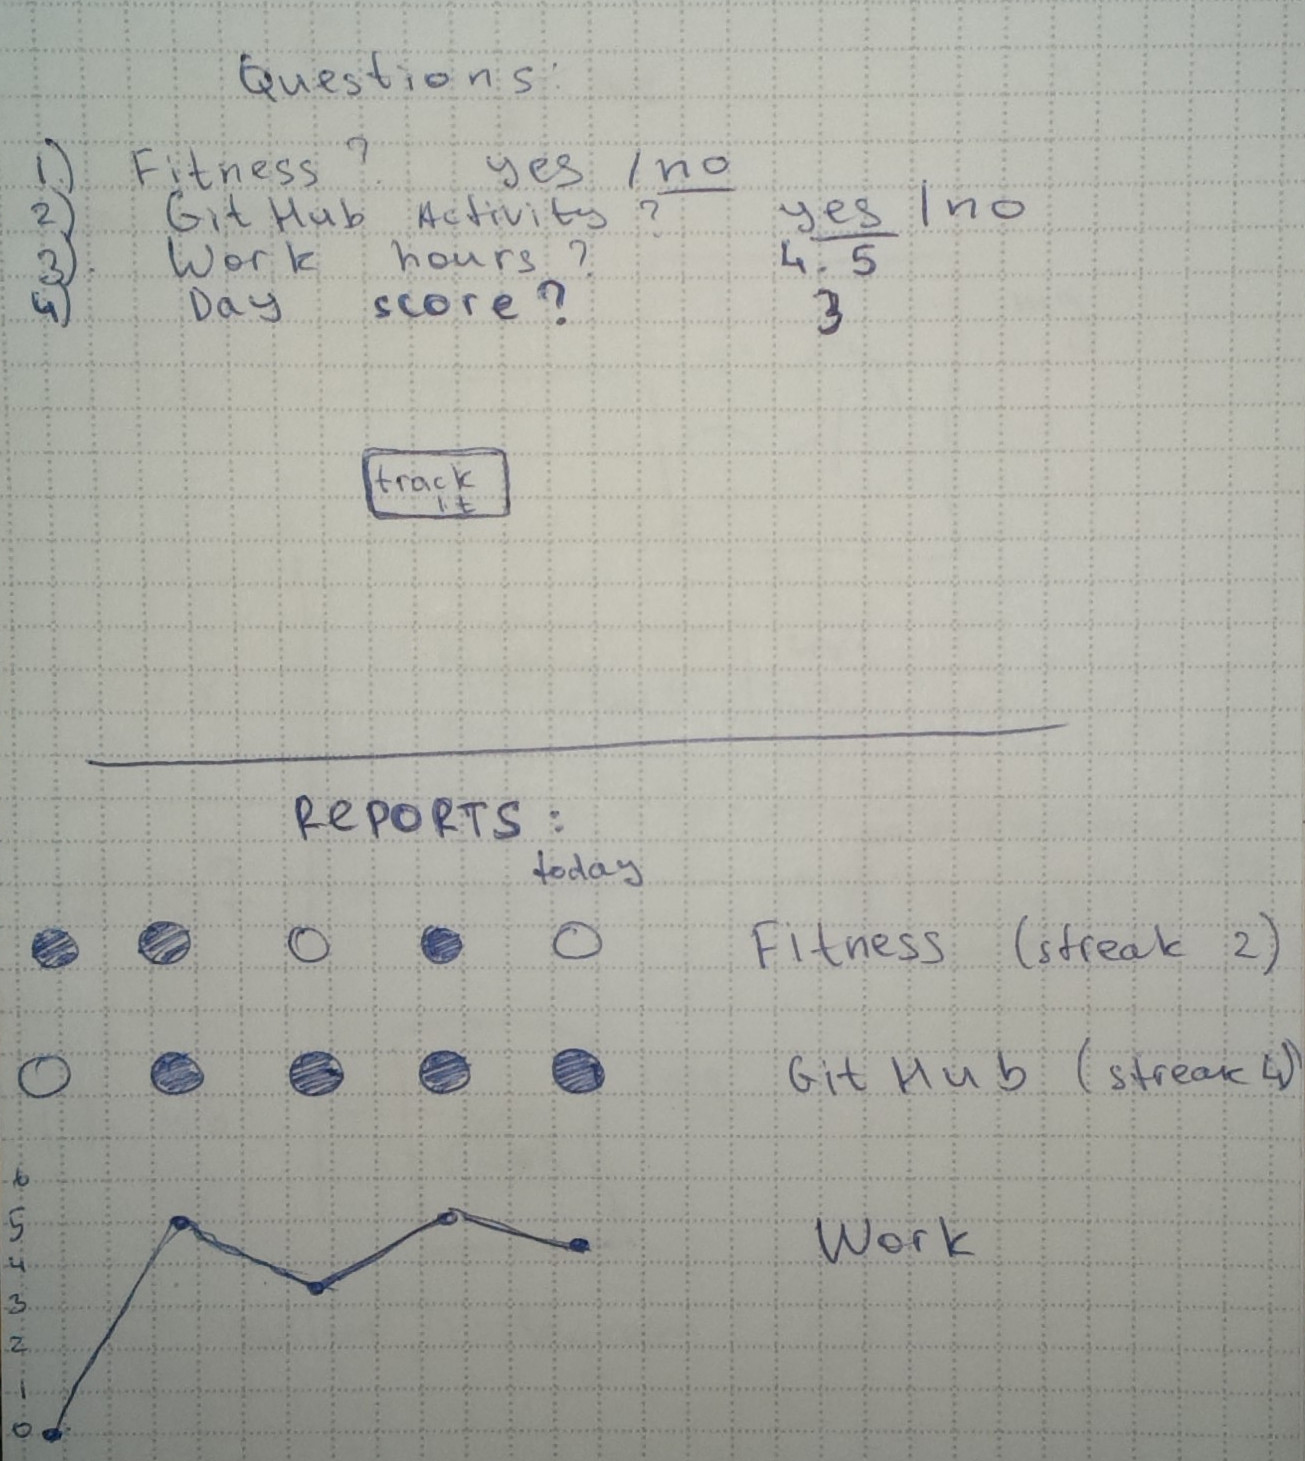 Questions:
1) Fitness? yes / no
2) GitHub Activity? yes / no
3). Work hours? 4.5
4) Day score? 3
track
it
RePORTS:
today
Fitness (streak 2)
GitHub (streak 4)
6
5
Work
4
3
2
1
0